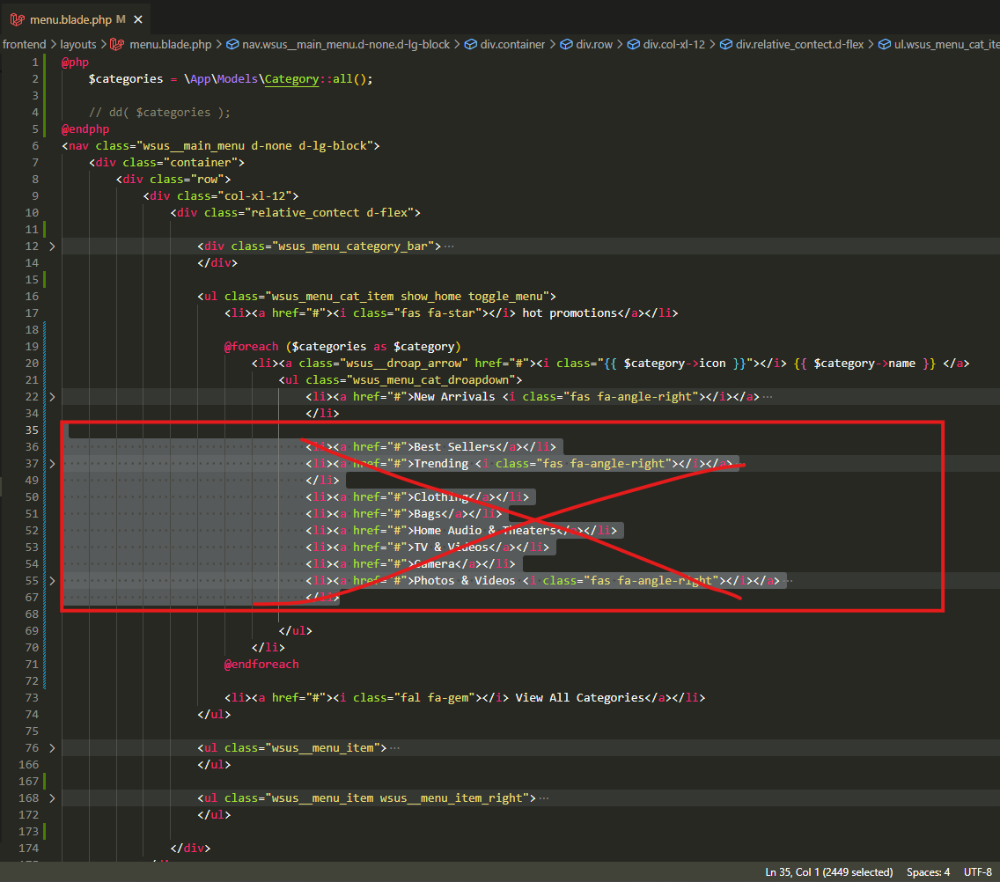 menu.blade.php M ×
frontend > layouts > menu.blade.php > nav.wsus__main_menu.d-none.d-lg-block > div.container > div.row > div.col-xl-12 > div.relative_contect.d-flex > ul.wsus_menu_cat_ite
1 @php
2 $categories = \App\Models\Category::all();
3
4 // dd( $categories );
5 @endphp
6 <nav class="wsus__main_menu d-none d-lg-block">
7 <div class="container">
8 <div class="row">
9 <div class="col-xl-12">
10 <div class="relative_contect d-flex">
11
12 <div class="wsus_menu_category_bar">···
14 </div>
15
16 <ul class="wsus_menu_cat_item show_home toggle_menu">
17 <li><a href="#"><i class="fas fa-star"></i> hot promotions</a></li>
18
19 @foreach ($categories as $category)
20 <li><a class="wsus__droap_arrow" href="#"><i class="{{ $category->icon }}"></i> {{ $category->name }} </a>
21 <ul class="wsus_menu_cat_droapdown">
22 <li><a href="#">New Arrivals <i class="fas fa-angle-right"></i></a>···
34 </li>
35
36 <li><a href="#">Best Sellers</a></li>
37 <li><a href="#">Trending <i class="fas fa-angle-right"></i></a>
49 </li>
50 <li><a href="#">Clothing</a></li>
51 <li><a href="#">Bags</a></li>
52 <li><a href="#">Home Audio & Theaters</a></li>
53 <li><a href="#">TV & Videos</a></li>
54 <li><a href="#">Camera</a></li>
55 <li><a href="#">Photos & Videos <i class="fas fa-angle-right"></i></a>···
67 </li>
68
69 </ul>
70 </li>
71 @endforeach
72
73 <li><a href="#"><i class="fal fa-gem"></i> View All Categories</a></li>
74 </ul>
75
76 <ul class="wsus__menu_item">···
166 </ul>
167
168 <ul class="wsus__menu_item wsus__menu_item_right">···
172 </ul>
173
174 </div>
Ln 35, Col 1 (2449 selected) Spaces: 4 UTF-8